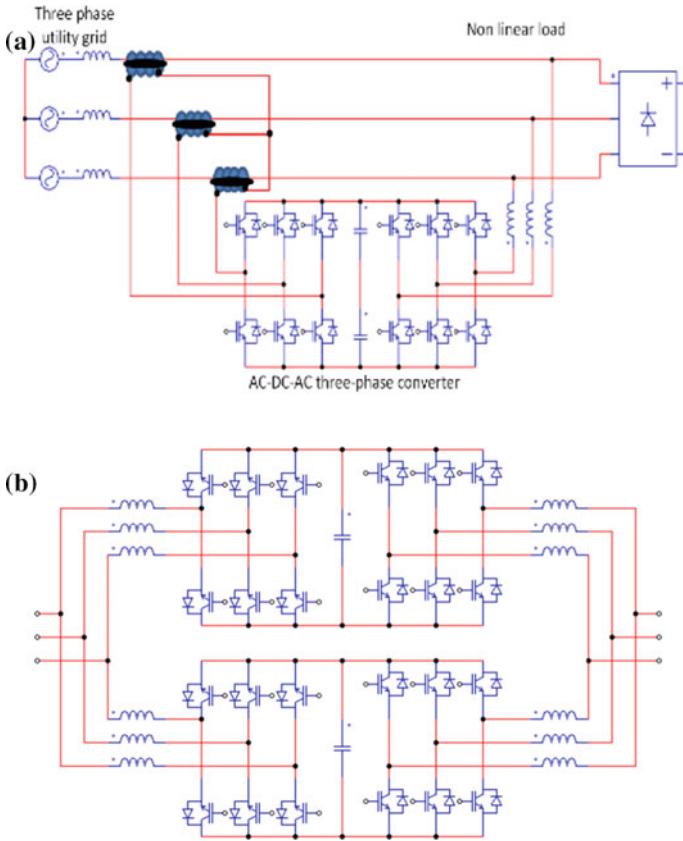 Three phase
utility grid
(a)
Non linear load
AC-DC-AC three-phase converter
(b)